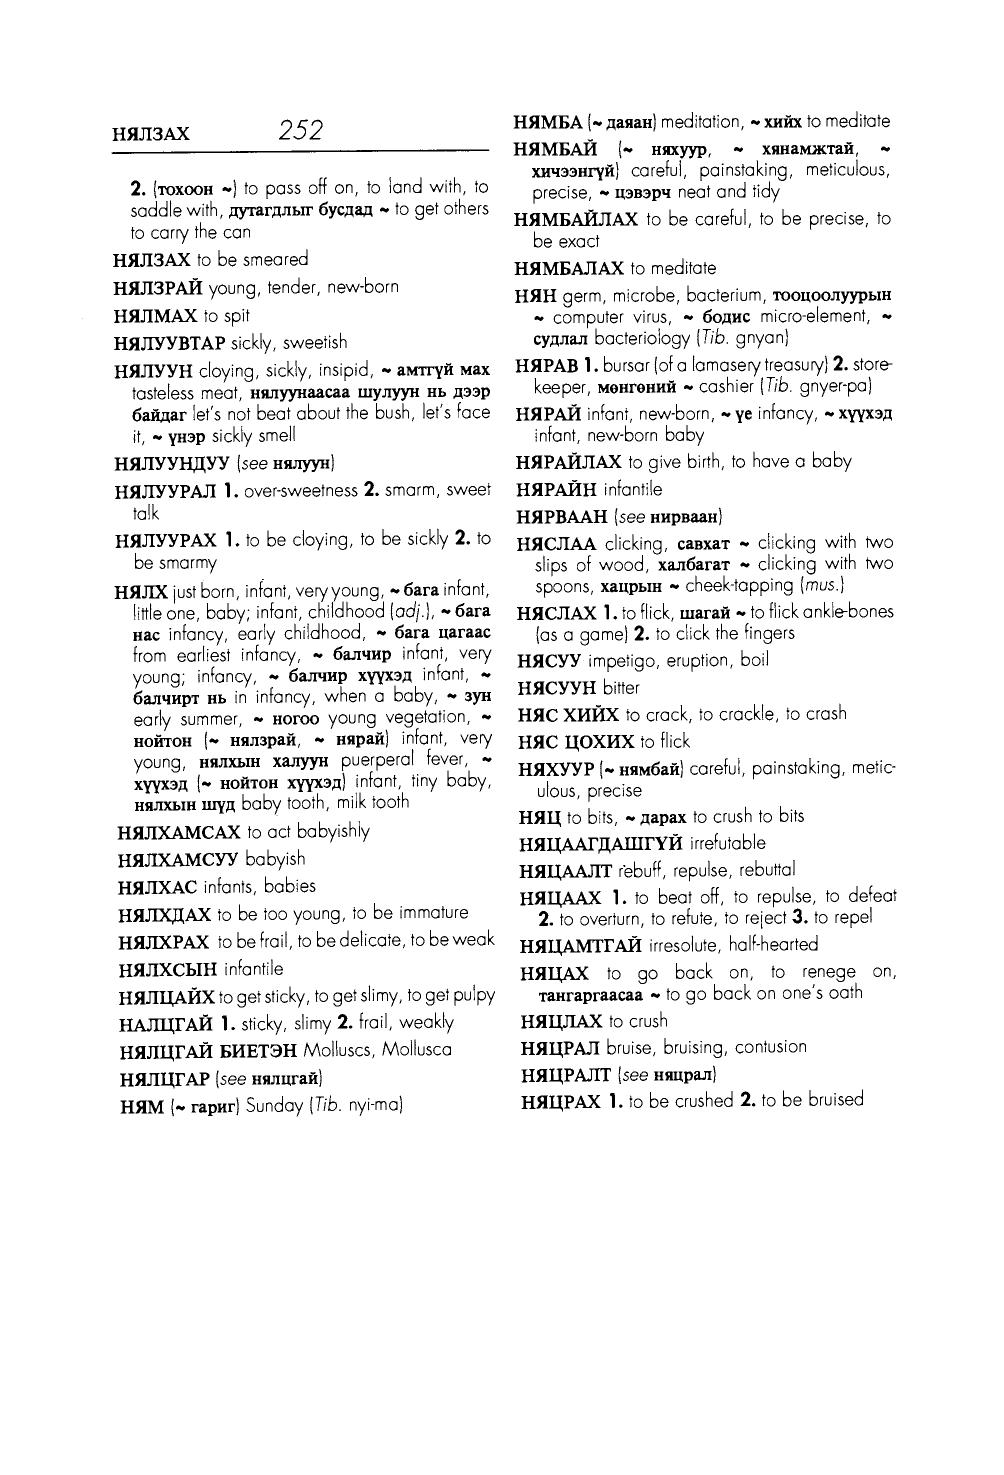 НЯЛЗАХ 252
2. (тохоон ~) to pass off on, to land with, to
saddle with, дутагдлыг бусдад ~ to get others
to carry the can
НЯЛЗАХ to be smeared
НЯЛЗРАЙ young, tender, new-born
НЯЛМАХ to spit
НЯЛУУВТАР sickly, sweetish
НЯЛУУН cloying, sickly, insipid, ~ амтгүй мах
tasteless meat, нялуунаасаа шулуун нь дээр
байдаг let's not beat about the bush, let's face
it, ~ үнэр sickly smell
НЯЛУУНДУУ (see нялуун)
НЯЛУУРАЛ 1. over-sweetness 2. smarm, sweet
talk
НЯЛУУРАХ 1. to be cloying, to be sickly 2. to
be smarmy
НЯЛХ just born, infant, very young, ~ бага infant,
little one, baby; infant, childhood (adj.), ~ бага
нас infancy, early childhood, ~ бага цагаас
from earliest infancy, ~ балчир infant, very
young; infancy, ~ балчир хүүхэд infant, ~
балчирт нь in infancy, when a baby, ~ зун
early summer, ~ ногоо young vegetation, ~
нойтон (~ нялзрай, ~ нярай) infant, very
young, нялхын халуун puerperal fever, ~
хүүхэд (~ нойтон хүүхэд) infant, tiny baby,
нялхын шүд baby tooth, milk tooth
НЯЛХАМСАХ to act babyishly
НЯЛХАМСУУ babyish
НЯЛХАС infants, babies
НЯЛХДАХ to be too young, to be immature
НЯЛХРАХ to be frail, to be delicate, to be weak
НЯЛХСЫН infantile
НЯЛЦАЙХ to get sticky, to get slimy, to get pulpy
НАЛЦГАЙ 1. sticky, slimy 2. frail, weakly
НЯЛЦГАЙ БИЕТЭН Molluscs, Mollusca
НЯЛЦГАР (see нялцгай)
НЯМ (~ гариг) Sunday (Tib. nyi-ma)
НЯМБА (~ даяан) meditation, ~ хийх to meditate
НЯМБАЙ (~ няхуур, ~ хянамжтай, ~
хичээнгүй) careful, painstaking, meticulous,
precise, ~ цэвэрч neat and tidy
НЯМБАЙЛАХ to be careful, to be precise, to
be exact
НЯМБАЛАХ to meditate
НЯН germ, microbe, bacterium, тооцоолуурын
~ computer virus, ~ бодис micro-element, ~
судлал bacteriology (Tib. gnyan)
НЯРАВ 1. bursar (of a lamasery treasury) 2. store-
keeper, мөнгөний ~ cashier (Tib. gnyer-pa)
НЯРАЙ infant, new-born, ~ үе infancy, ~ хүүхэд
infant, new-born baby
НЯРАЙЛАХ to give birth, to have a baby
НЯРАЙН infantile
НЯРВААН (see нирваан)
НЯСЛАА clicking, савхат ~ clicking with two
slips of wood, халбагат ~ clicking with two
spoons, хацрын ~ cheek-tapping (mus.)
НЯСЛАХ 1. to flick, шагай ~ to flick ankle-bones
(as a game) 2. to click the fingers
НЯСУУ impetigo, eruption, boil
НЯСУУН bitter
НЯС ХИЙХ to crack, to crackle, to crash
НЯС ЦОХИХ to flick
НЯХУУР (~ нямбай) careful, painstaking, metic-
ulous, precise
НЯЦ to bits, ~ дарах to crush to bits
НЯЦААГДАШГҮЙ irrefutable
НЯЦААЛТ rebuff, repulse, rebuttal
НЯЦААХ 1. to beat off, to repulse, to defeat
2. to overturn, to refute, to reject 3. to repel
НЯЦАМТГАЙ irresolute, half-hearted
НЯЦАХ to go back on, to renege on,
тангаргаасаа ~ to go back on one's oath
НЯЦЛАХ to crush
НЯЦРАЛ bruise, bruising, contusion
НЯЦРАЛТ (see няцрал)
НЯЦРАХ 1. to be crushed 2. to be bruised